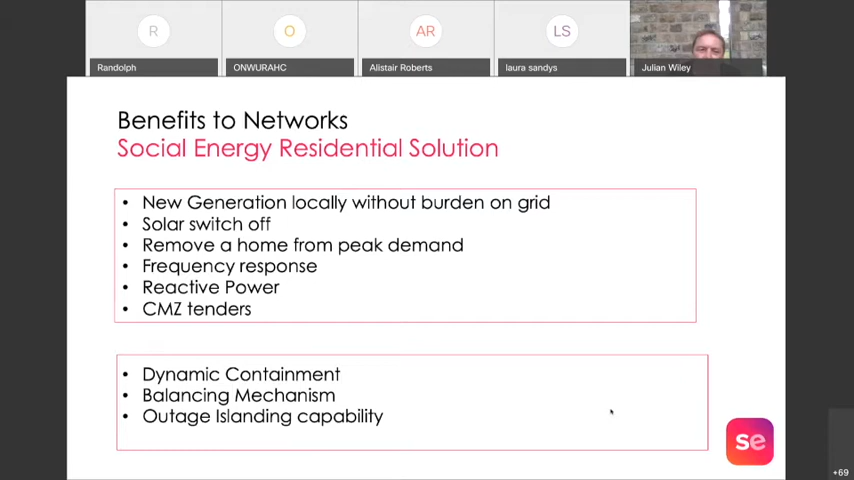 R
O
AR
LS
Randolph
ONWURAHC
Alistair Roberts
laura sandys
Julian Wiley
Benefits to Networks
Social Energy Residential Solution
• New Generation locally without burden on grid
• Solar switch off
• Remove a home from peak demand
• Frequency response
• Reactive Power
• CMZ tenders
• Dynamic Containment
• Balancing Mechanism
• Outage Islanding capability
se
+69